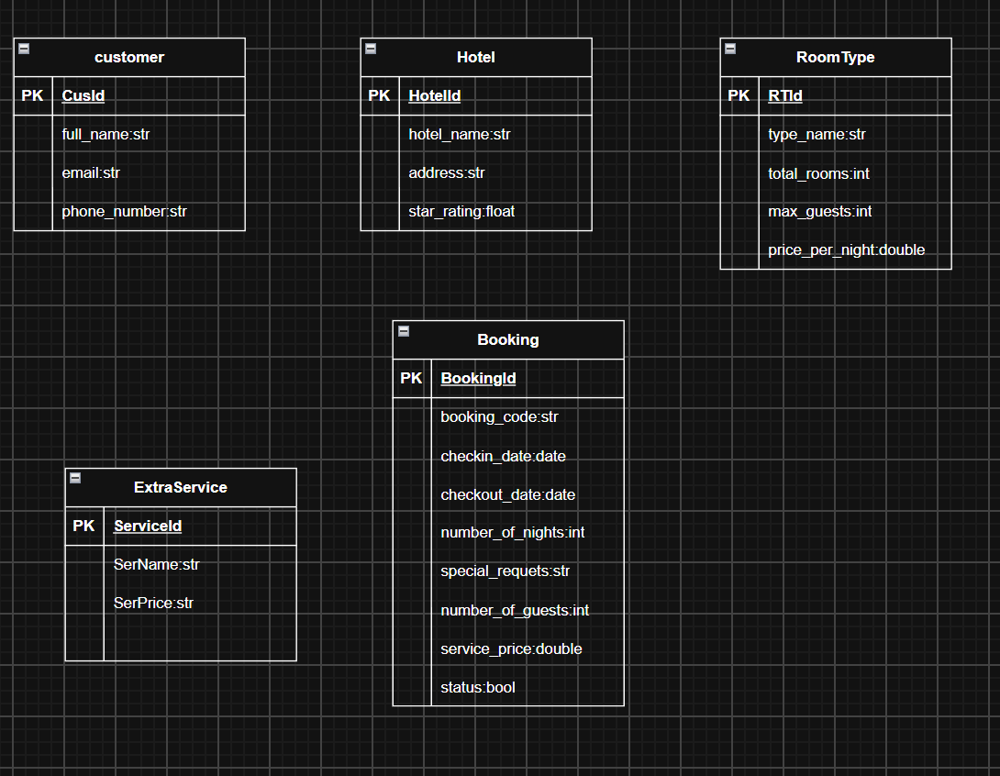 customer
PK CusId
full_name:str
email:str
phone_number:str
Hotel
PK HotelId
hotel_name:str
address:str
star_rating:float
RoomType
PK RTId
type_name:str
total_rooms:int
max_guests:int
price_per_night:double
Booking
PK BookingId
booking_code:str
checkin_date:date
checkout_date:date
number_of_nights:int
special_requets:str
number_of_guests:int
service_price:double
status:bool
ExtraService
PK ServiceId
SerName:str
SerPrice:str